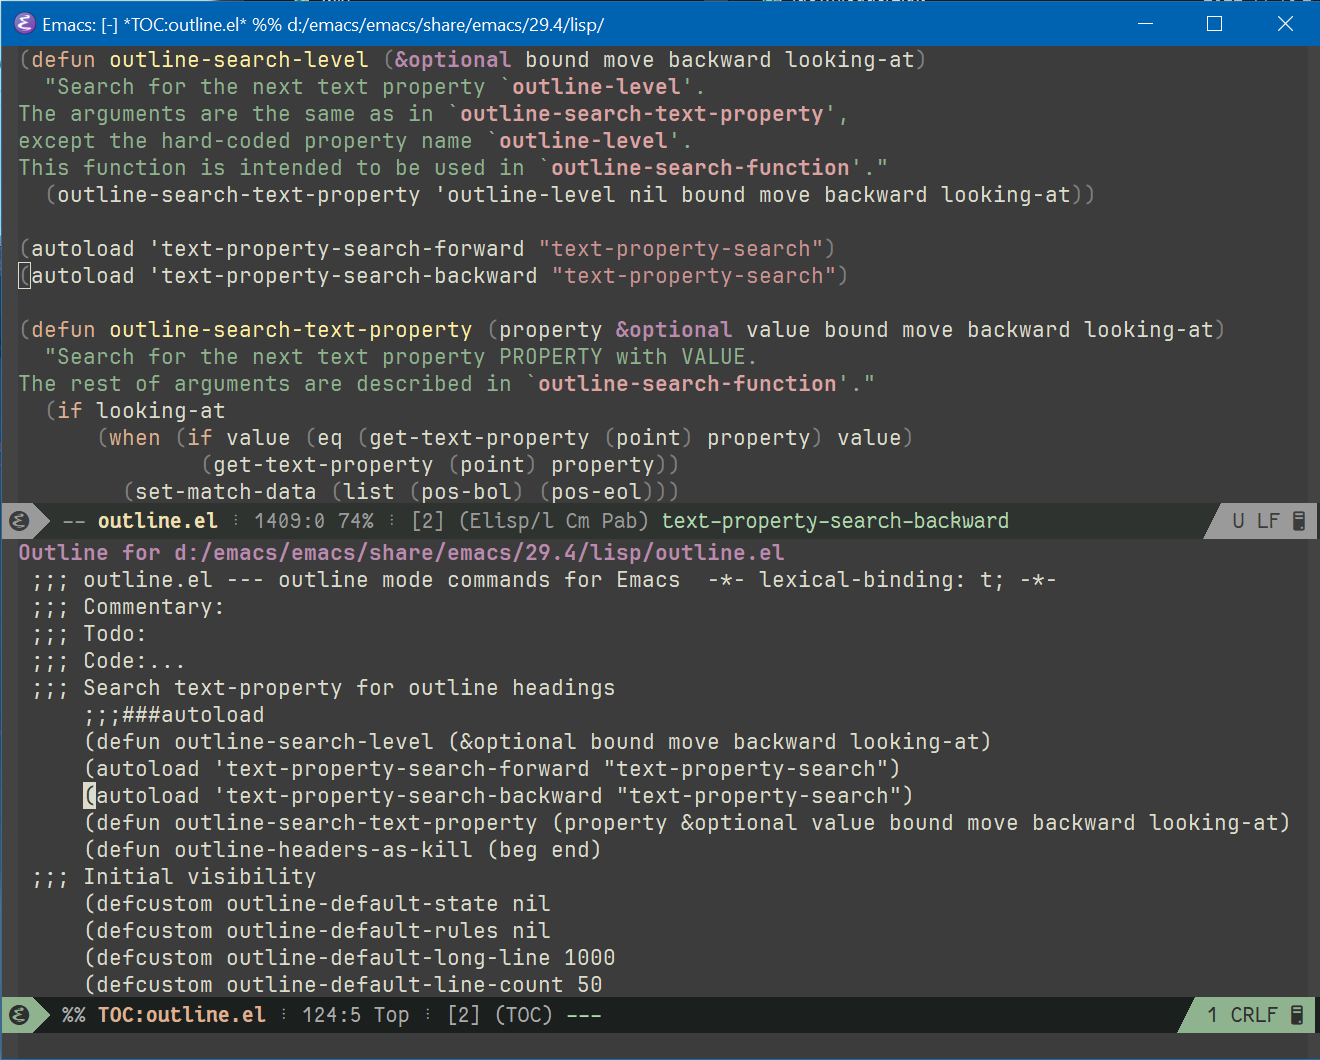 Emacs: [-] *TOC:outline.el* %% d:/emacs/emacs/share/emacs/29.4/lisp/
(defun outline-search-level (&optional bound move backward looking-at)
  "Search for the next text property `outline-level'.
The arguments are the same as in `outline-search-text-property',
except the hard-coded property name `outline-level'.
This function is intended to be used in `outline-search-function'."
  (outline-search-text-property 'outline-level nil bound move backward looking-at))

(autoload 'text-property-search-forward "text-property-search")
(autoload 'text-property-search-backward "text-property-search")

(defun outline-search-text-property (property &optional value bound move backward looking-at)
  "Search for the next text property PROPERTY with VALUE.
The rest of arguments are described in `outline-search-function'."
  (if looking-at
      (when (if value (eq (get-text-property (point) property) value)
              (get-text-property (point) property))
        (set-match-data (list (pos-bol) (pos-eol)))
-- outline.el ⋮ 1409:0 74% ⋮ [2] (Elisp/l Cm Pab) text-property-search-backward U LF
Outline for d:/emacs/emacs/share/emacs/29.4/lisp/outline.el
 ;;; outline.el --- outline mode commands for Emacs  -*- lexical-binding: t; -*-
 ;;; Commentary:
 ;;; Todo:
 ;;; Code:...
 ;;; Search text-property for outline headings
     ;;;###autoload
     (defun outline-search-level (&optional bound move backward looking-at)
     (autoload 'text-property-search-forward "text-property-search")
     (autoload 'text-property-search-backward "text-property-search")
     (defun outline-search-text-property (property &optional value bound move backward looking-at)
     (defun outline-headers-as-kill (beg end)
 ;;; Initial visibility
     (defcustom outline-default-state nil
     (defcustom outline-default-rules nil
     (defcustom outline-default-long-line 1000
     (defcustom outline-default-line-count 50
%% TOC:outline.el ⋮ 124:5 Top ⋮ [2] (TOC) --- 1 CRLF